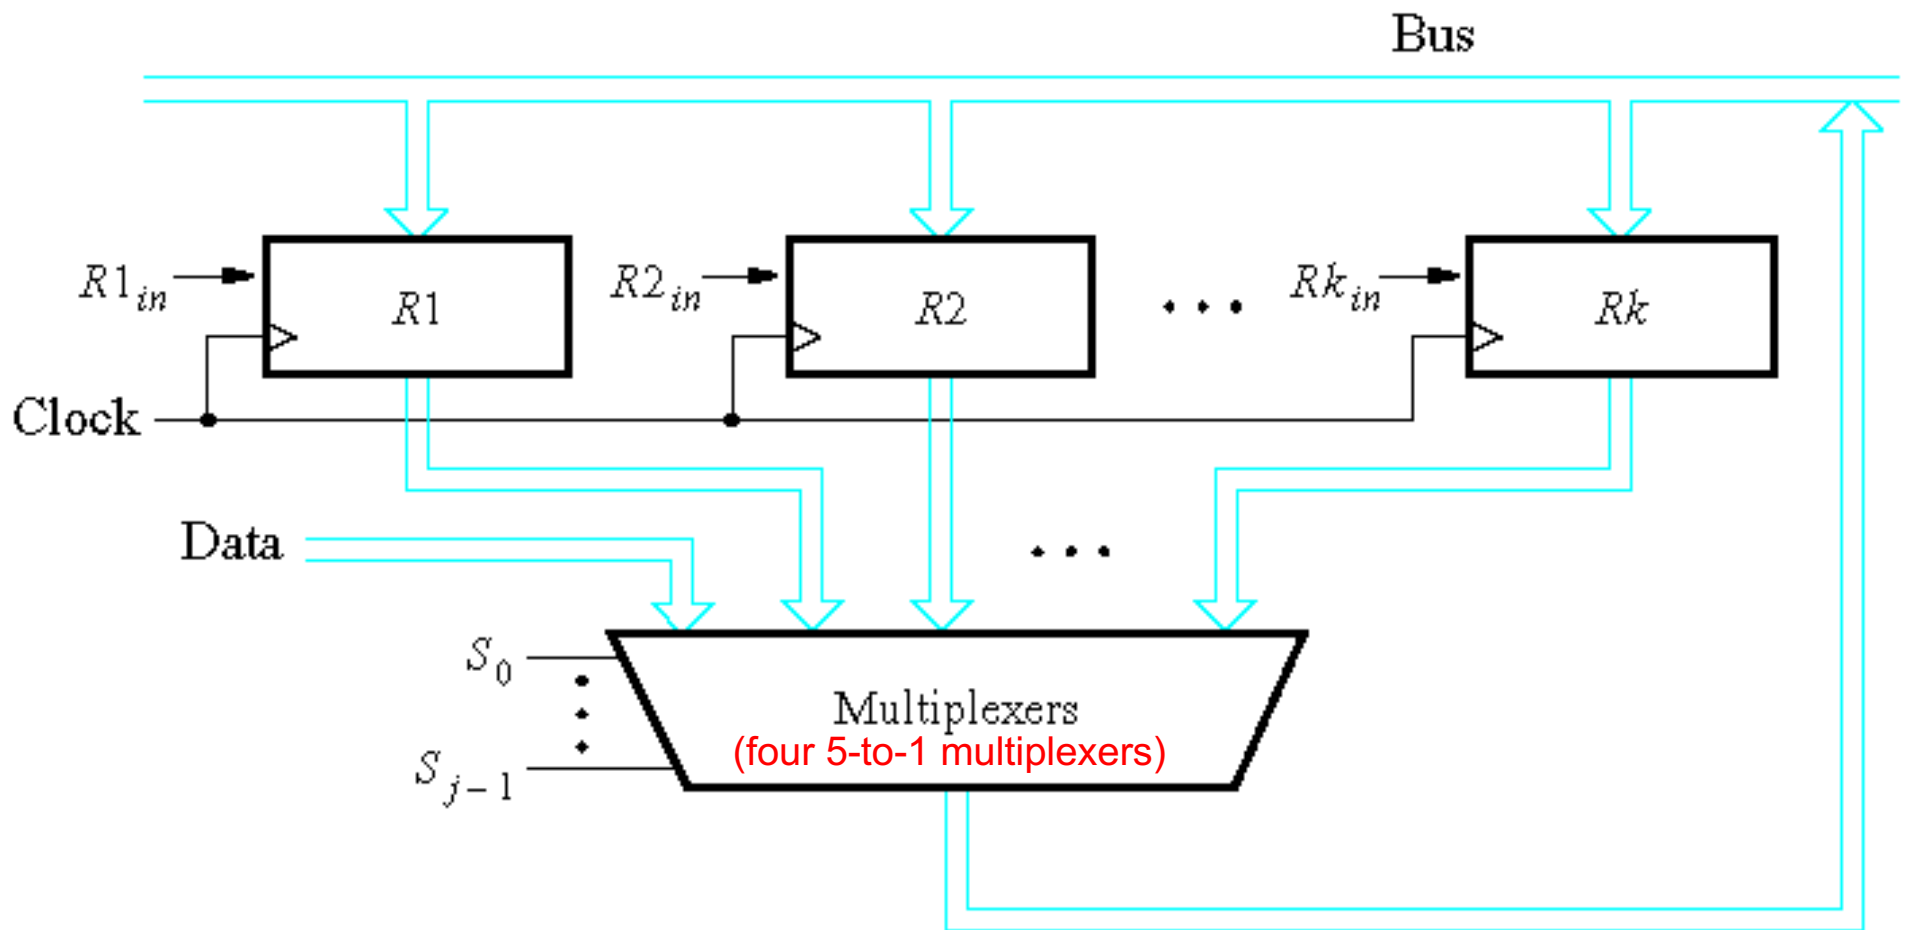 Bus
R1in
R1
R2in
R2
• • •
Rkin
Rk
Clock
Data
• • •
S0
Sj−1
Multiplexers
(four 5-to-1 multiplexers)